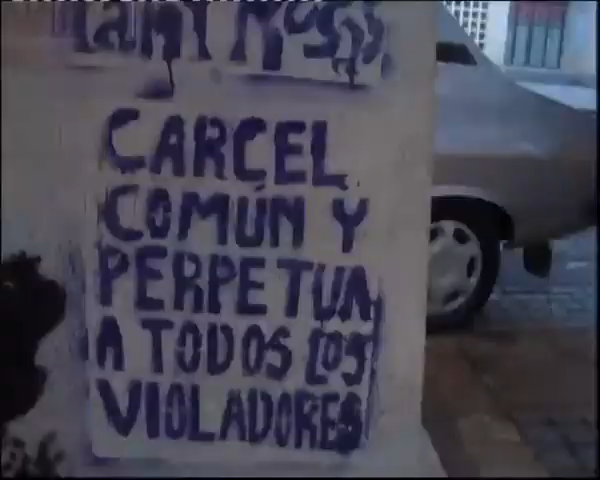 CARCEL
COMÚN Y
PERPETUA
A TODOS LOS
VIOLADORES